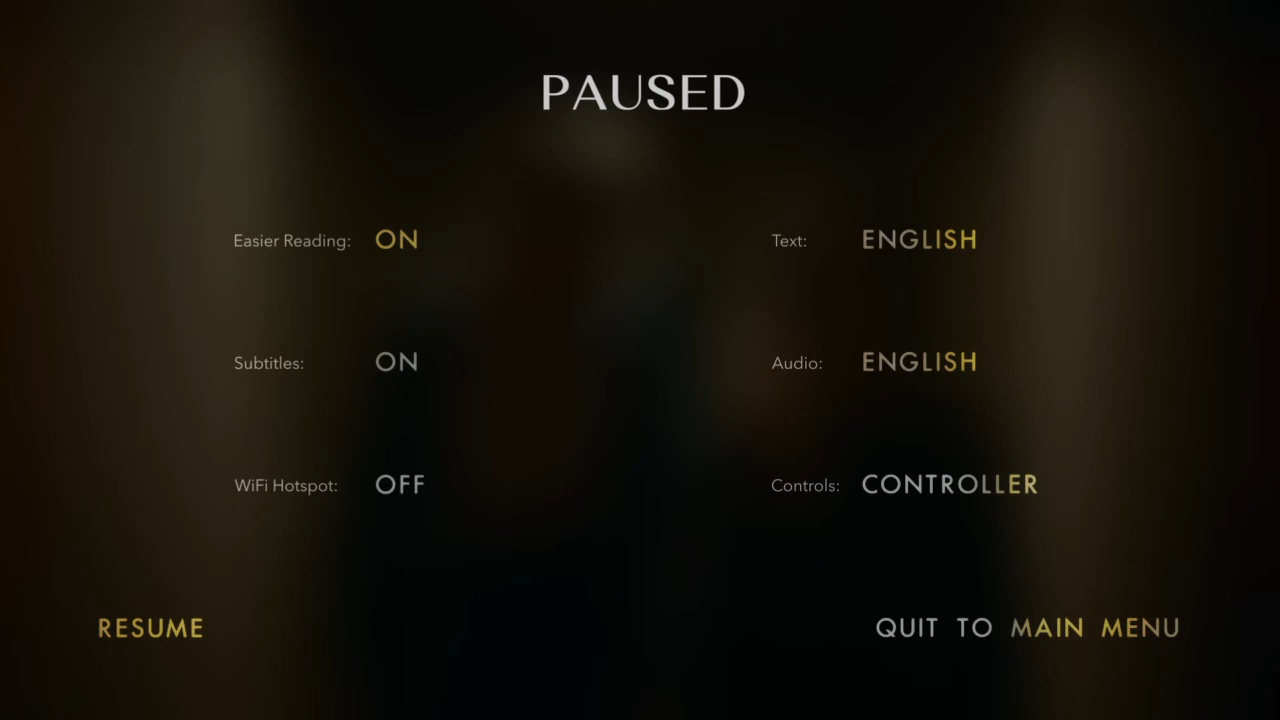 PAUSED
Easier Reading: ON
Text: ENGLISH
Subtitles: ON
Audio: ENGLISH
WiFi Hotspot: OFF
Controls: CONTROLLER
RESUME
QUIT TO MAIN MENU